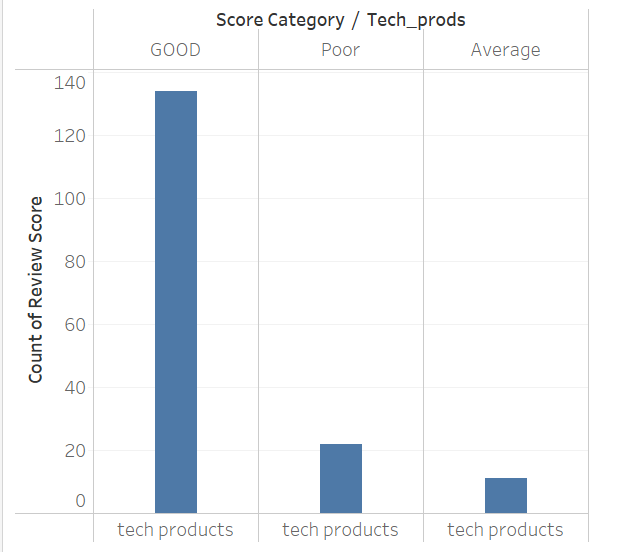 Score Category / Tech_prods
GOOD
Poor
Average
Count of Review Score
140
120
100
80
60
40
20
0
tech products
tech products
tech products